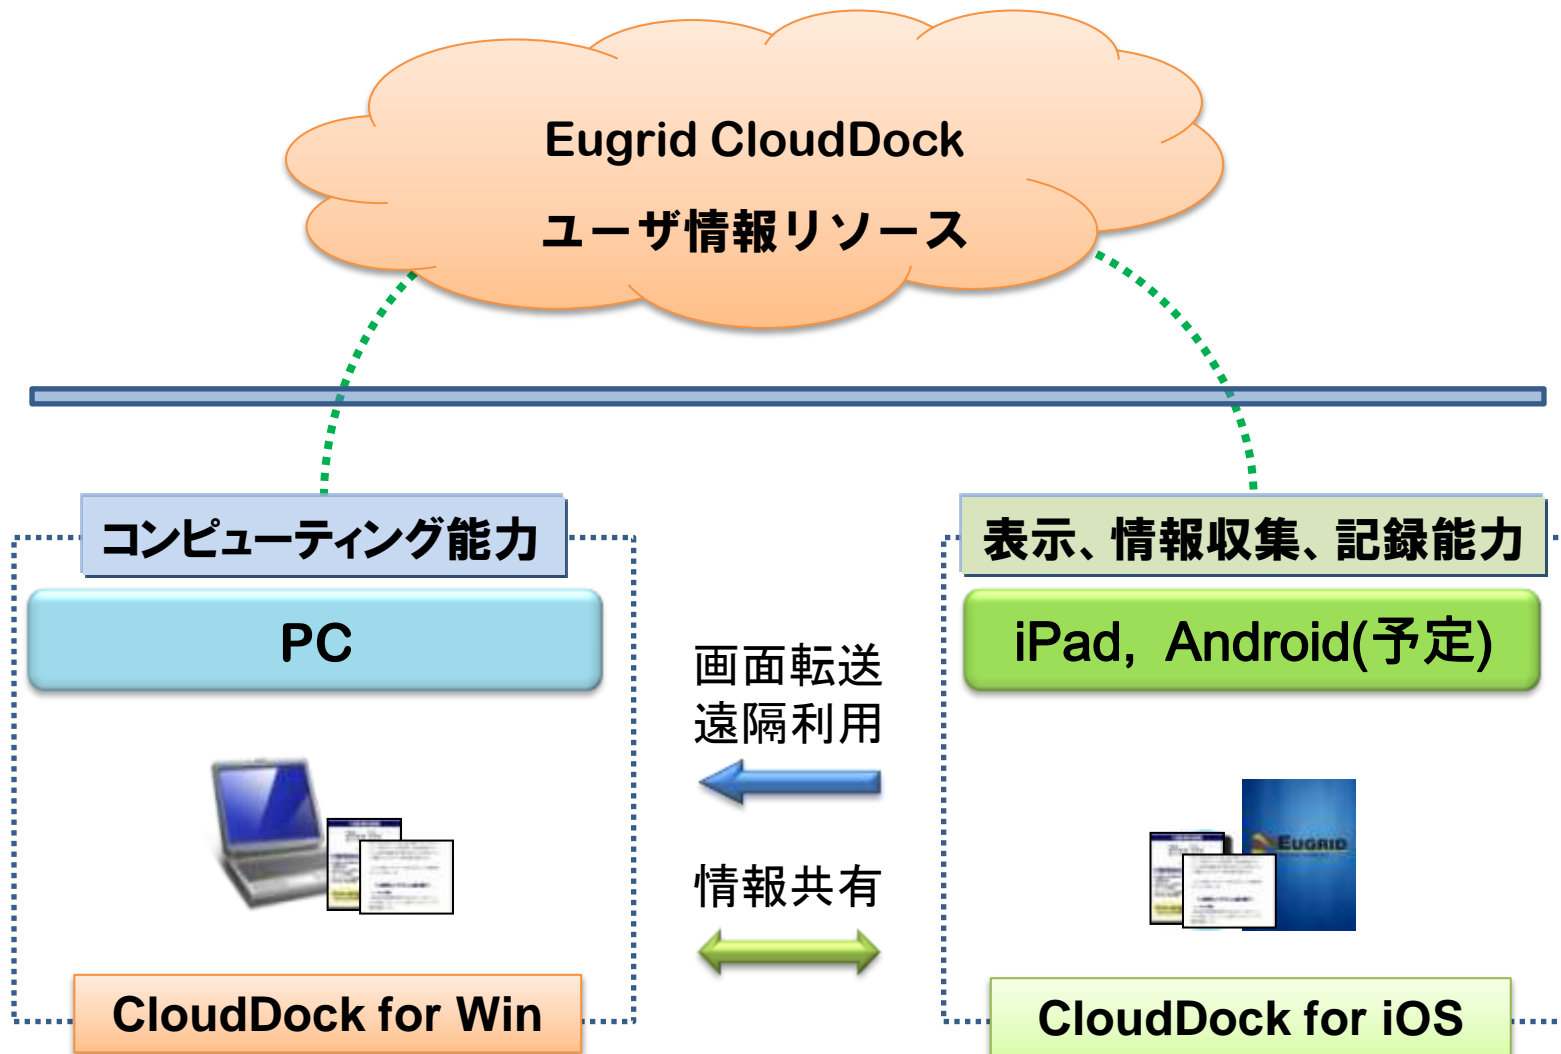 Eugrid CloudDock
ユーザ情報リソース
コンピューティング能力
PC
CloudDock for Win
画面転送
遠隔利用
情報共有
表示、情報収集、記録能力
iPad, Android(予定)
EUGRID
CloudDock for iOS